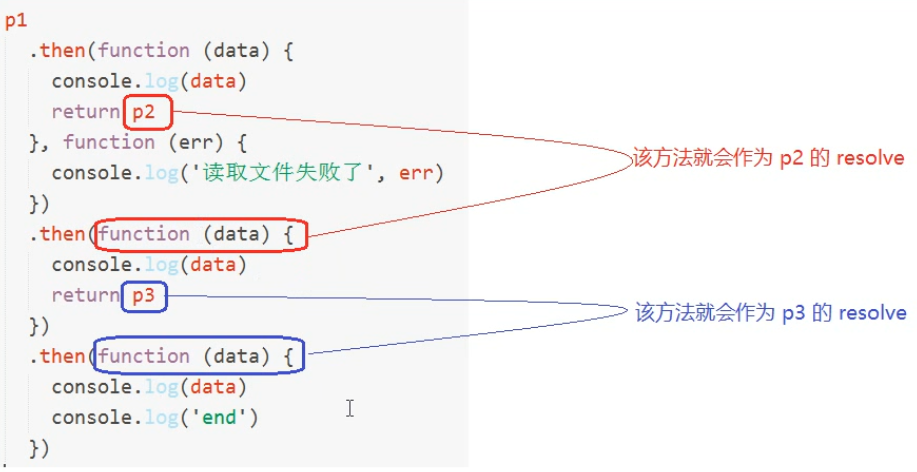 p1
.then(function (data) {
console.log(data)
return p2
}, function (err) {
console.log('读取文件失败了', err)
})
.then(function (data) {
console.log(data)
return p3
})
.then(function (data) {
console.log(data)
console.log('end')
})
该方法就会作为 p2 的 resolve
该方法就会作为 p3 的 resolve